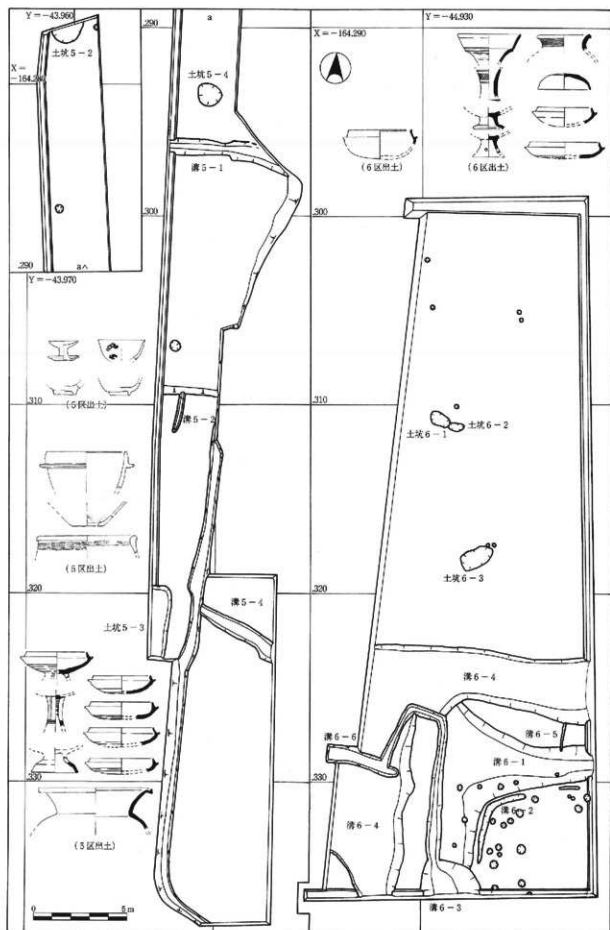 Y=-43.960
.290
a
Y=-44.930
X=-164.290
土坑5-2
X=
-164.280
土坑5-4
(6区出土)
(6区出土)
溝5-1
.300
.300
.290
a
Y=-43.970
(5区出土)
.310
.310
溝5-2
土坑6-1
土坑6-2
(5区出土)
土坑6-3
.320
.320
溝5-4
土坑5-3
溝6-4
溝6-6
溝6-5
溝6-1
.330
.330
溝6-2
溝6-4
(5区出土)
溝6-3
0
5m